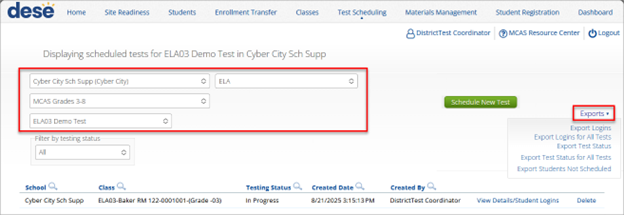 dese
Home Site Readiness Students Enrollment Transfer Classes Test Scheduling Materials Management Student Registration Dashboard
DistrictTest Coordinator MCAS Resource Center Logout
Displaying scheduled tests for ELA03 Demo Test in Cyber City Sch Supp
Cyber City Sch Supp (Cyber City) ELA
MCAS Grades 3-8
Schedule New Test
ELA03 Demo Test
Exports
Export Logins
Export Logins for All Tests
Export Test Status
Export Test Status for All Tests
Export Students Not Scheduled
Filter by testing status
All
School Class Testing Status Created Date Created By
Cyber City Sch Supp ELA03-Baker RM 122-0001001-(Grade -03) In Progress 8/21/2025 3:15:13 PM DistrictTest Coordinator View Details/Student Logins Delete